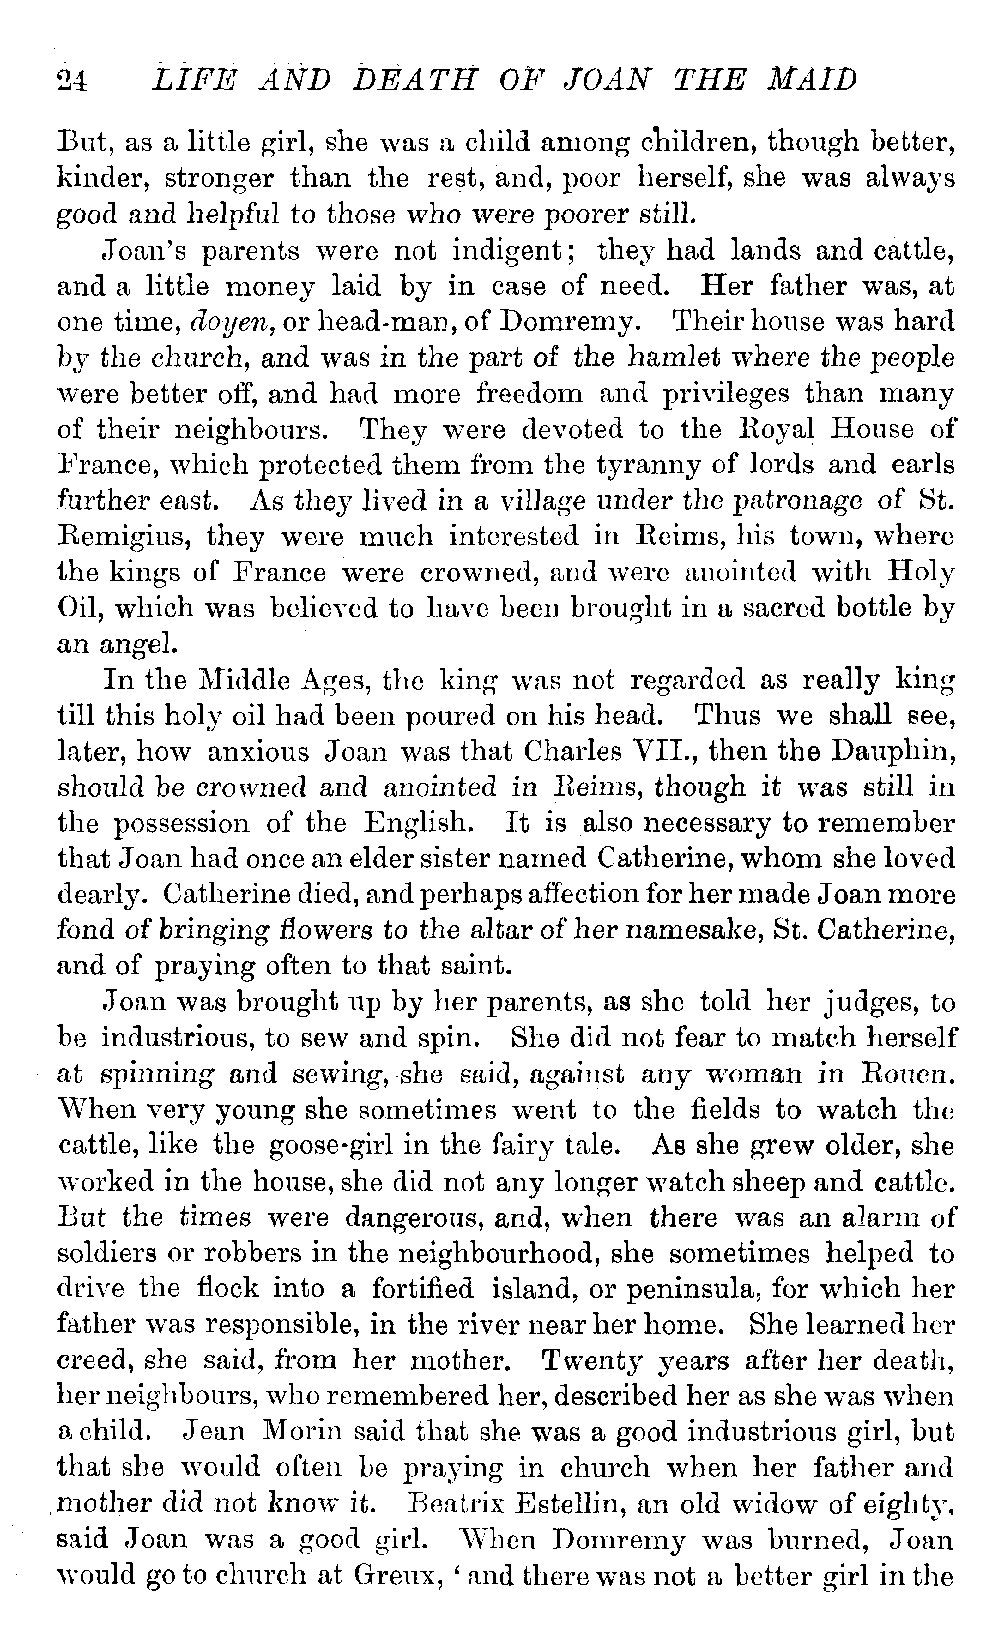 24 LIFE AND DEATH OF JOAN THE MAID
But, as a little girl, she was a child among children, though better,
kinder, stronger than the rest, and, poor herself, she was always
good and helpful to those who were poorer still.
Joan's parents were not indigent; they had lands and cattle,
and a little money laid by in case of need. Her father was, at
one time, doyen, or head-man, of Domremy. Their house was hard
by the church, and was in the part of the hamlet where the people
were better off, and had more freedom and privileges than many
of their neighbours. They were devoted to the Royal House of
France, which protected them from the tyranny of lords and earls
further east. As they lived in a village under the patronage of St.
Remigius, they were much interested in Reims, his town, where
the kings of France were crowned, and were anointed with Holy
Oil, which was believed to have been brought in a sacred bottle by
an angel.
In the Middle Ages, the king was not regarded as really king
till this holy oil had been poured on his head. Thus we shall see,
later, how anxious Joan was that Charles VII., then the Dauphin,
should be crowned and anointed in Reims, though it was still in
the possession of the English. It is also necessary to remember
that Joan had once an elder sister named Catherine, whom she loved
dearly. Catherine died, and perhaps affection for her made Joan more
fond of bringing flowers to the altar of her namesake, St. Catherine,
and of praying often to that saint.
Joan was brought up by her parents, as she told her judges, to
be industrious, to sew and spin. She did not fear to match herself
at spinning and sewing, she said, against any woman in Rouen.
When very young she sometimes went to the fields to watch the
cattle, like the goose-girl in the fairy tale. As she grew older, she
worked in the house, she did not any longer watch sheep and cattle.
But the times were dangerous, and, when there was an alarm of
soldiers or robbers in the neighbourhood, she sometimes helped to
drive the flock into a fortified island, or peninsula, for which her
father was responsible, in the river near her home. She learned her
creed, she said, from her mother. Twenty years after her death,
her neighbours, who remembered her, described her as she was when
a child. Jean Morin said that she was a good industrious girl, but
that she would often be praying in church when her father and
mother did not know it. Beatrix Estellin, an old widow of eighty,
said Joan was a good girl. When Domremy was burned, Joan
would go to church at Greux, ‘and there was not a better girl in the